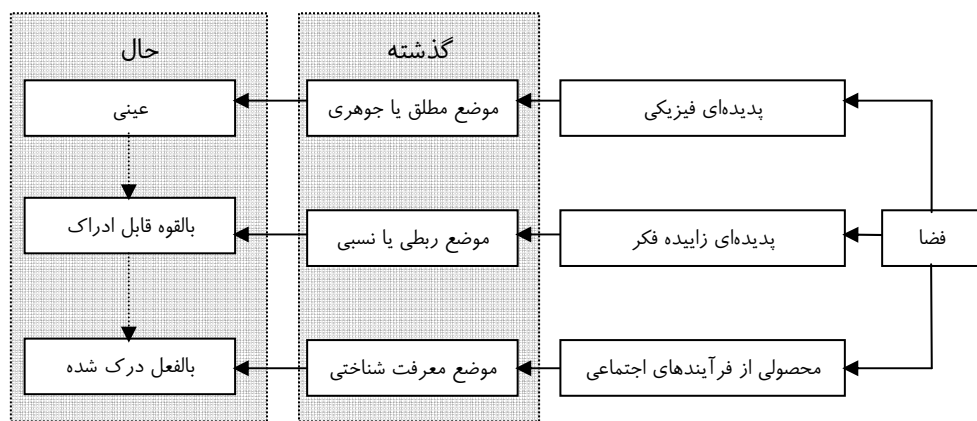 گذشته
حال
پدیده‌ای فیزیکی
موضع مطلق یا جوهری
عینی
فضا
پدیده‌ای زاییده فکر
موضع ربطی یا نسبی
بالقوه قابل ادراک
محصولی از فرآیندهای اجتماعی
موضع معرفت شناختی
بالفعل درک شده